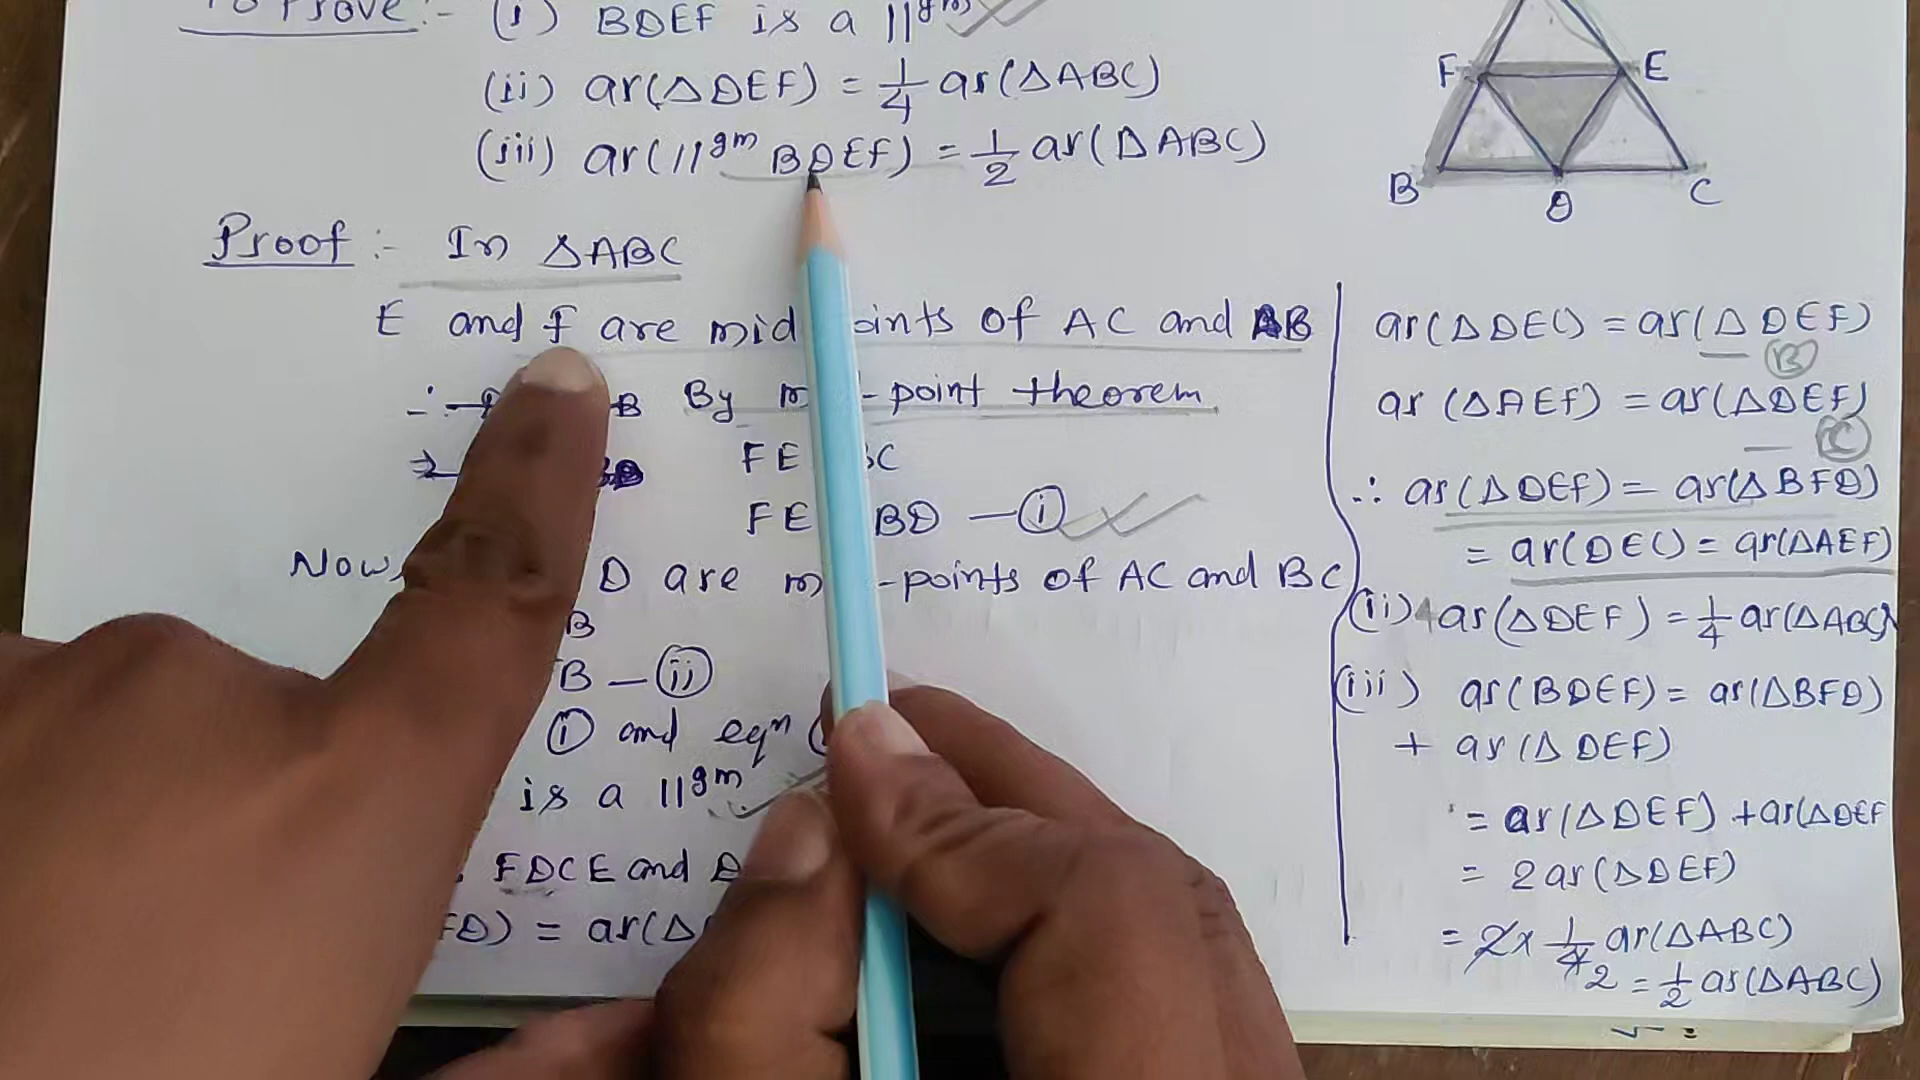 To Prove :- (i) BDEF is a ||gm
(ii) ar(△DEF) = 1/4 ar(△ABC)
(iii) ar(||gm BDEF) = 1/2 ar(△ABC)
F E
B D C
Proof :- In △ABC
E and F are mid oints of AC and AB
∴ By m -point theorem
FE BC
FE BD — (i)
Now, D are m -points of AC and BC
B
B — (ii)
(i) and eqn
is a ||gm
FDCE and
FD) = ar(△
ar(△DEC) = ar(△DEF)
(B)
ar(△AEF) = ar(△DEF)
(C)
∴ ar(△DEF) = ar(△BFD)
= ar(DEC) = ar(△AEF)
(ii) 4 ar(△DEF) = 1/4 ar(△ABC)
(iii) ar(BDEF) = ar(△BFD)
+ ar(△DEF)
= ar(△DEF) + ar(△DEF
= 2ar(△DEF)
= 2 x 1/4 ar(△ABC)
2 = 1/2 ar(△ABC)